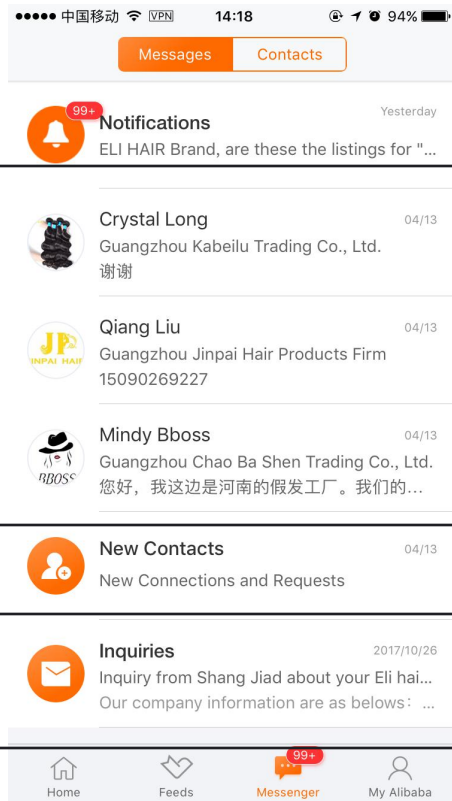 中国移动 VPN 14:18 94%
Messages Contacts
99+
Notifications Yesterday
ELI HAIR Brand, are these the listings for "...
Crystal Long 04/13
Guangzhou Kabeilu Trading Co., Ltd.
谢谢
Qiang Liu 04/13
JP
JINPAI HAIR
Guangzhou Jinpai Hair Products Firm
15090269227
Mindy Bboss 04/13
BBOSS
Guangzhou Chao Ba Shen Trading Co., Ltd.
您好，我这边是河南的假发工厂。我们的...
New Contacts 04/13
New Connections and Requests
Inquiries 2017/10/26
Inquiry from Shang Jiad about your Eli hai...
Our company information are as belows： ...
99+
Home Feeds Messenger My Alibaba